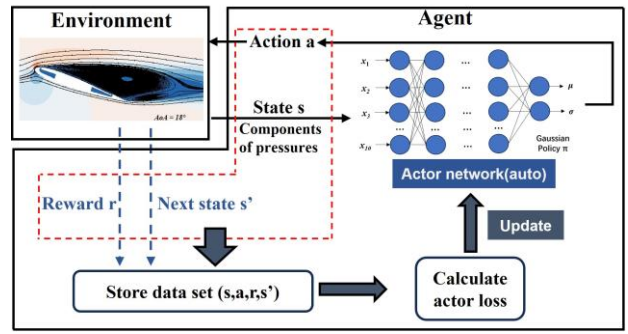 Environment
Agent
Action a
AoA = 18°
State s
Components
of pressures
x1
x2
x3
...
x10
...
...
...
...
...
μ
σ
Gaussian
Policy π
Actor network(auto)
Reward r
Next state s’
Update
Store data set (s,a,r,s’)
Calculate
actor loss